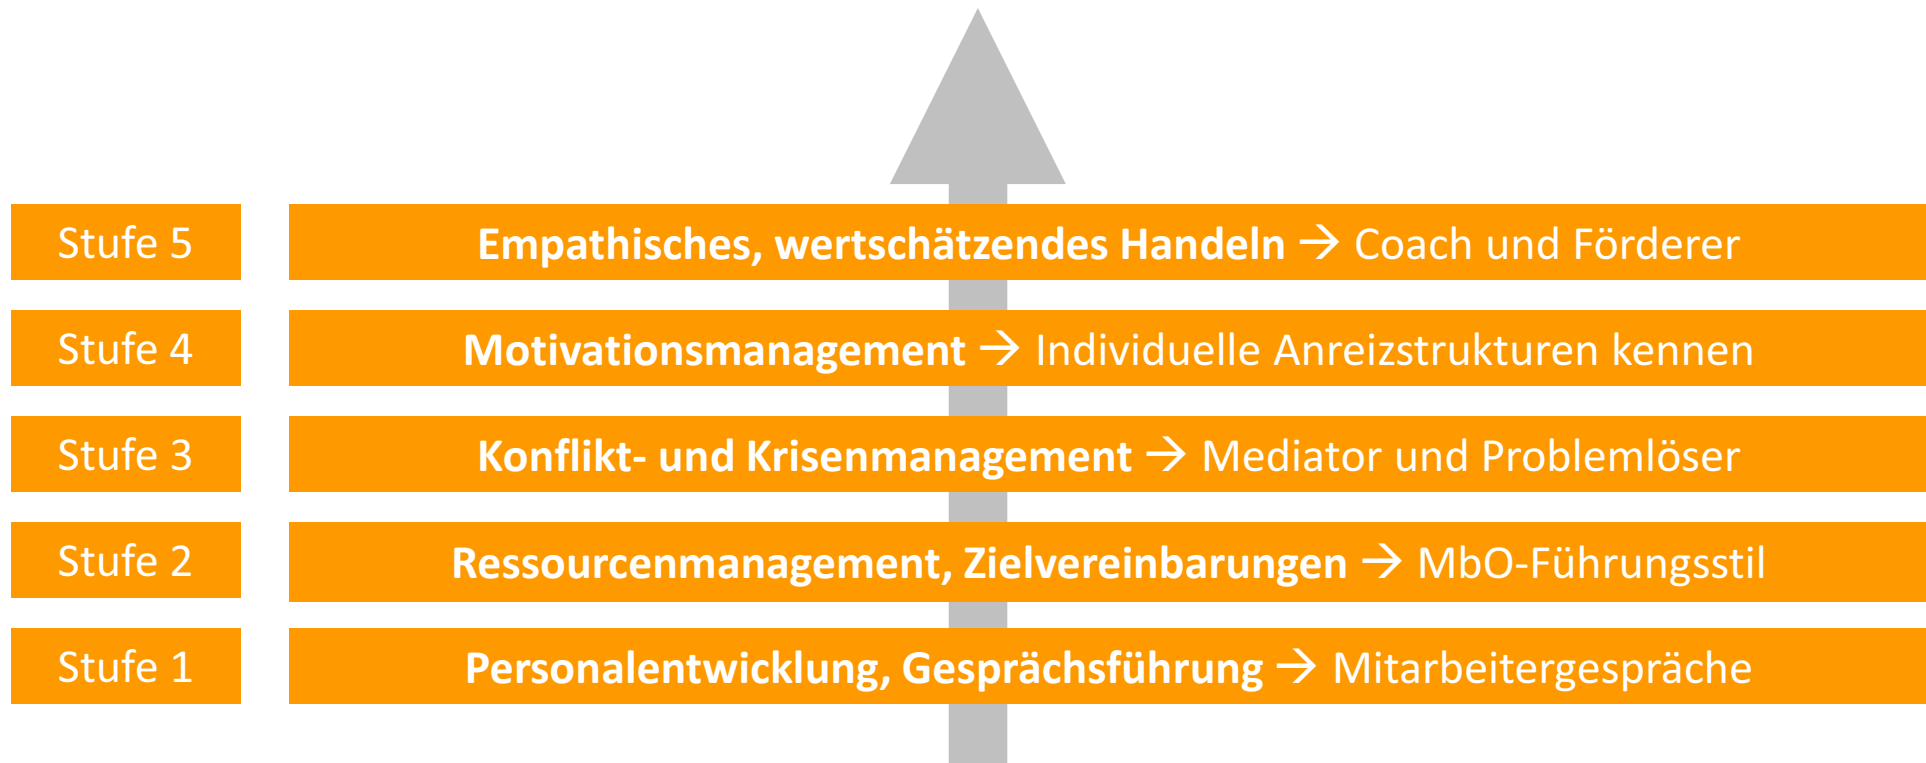 Stufe 5
Empathisches, wertschätzendes Handeln → Coach und Förderer
Stufe 4
Motivationsmanagement → Individuelle Anreizstrukturen kennen
Stufe 3
Konflikt- und Krisenmanagement → Mediator und Problemlöser
Stufe 2
Ressourcenmanagement, Zielvereinbarungen → MbO-Führungsstil
Stufe 1
Personalentwicklung, Gesprächsführung → Mitarbeitergespräche